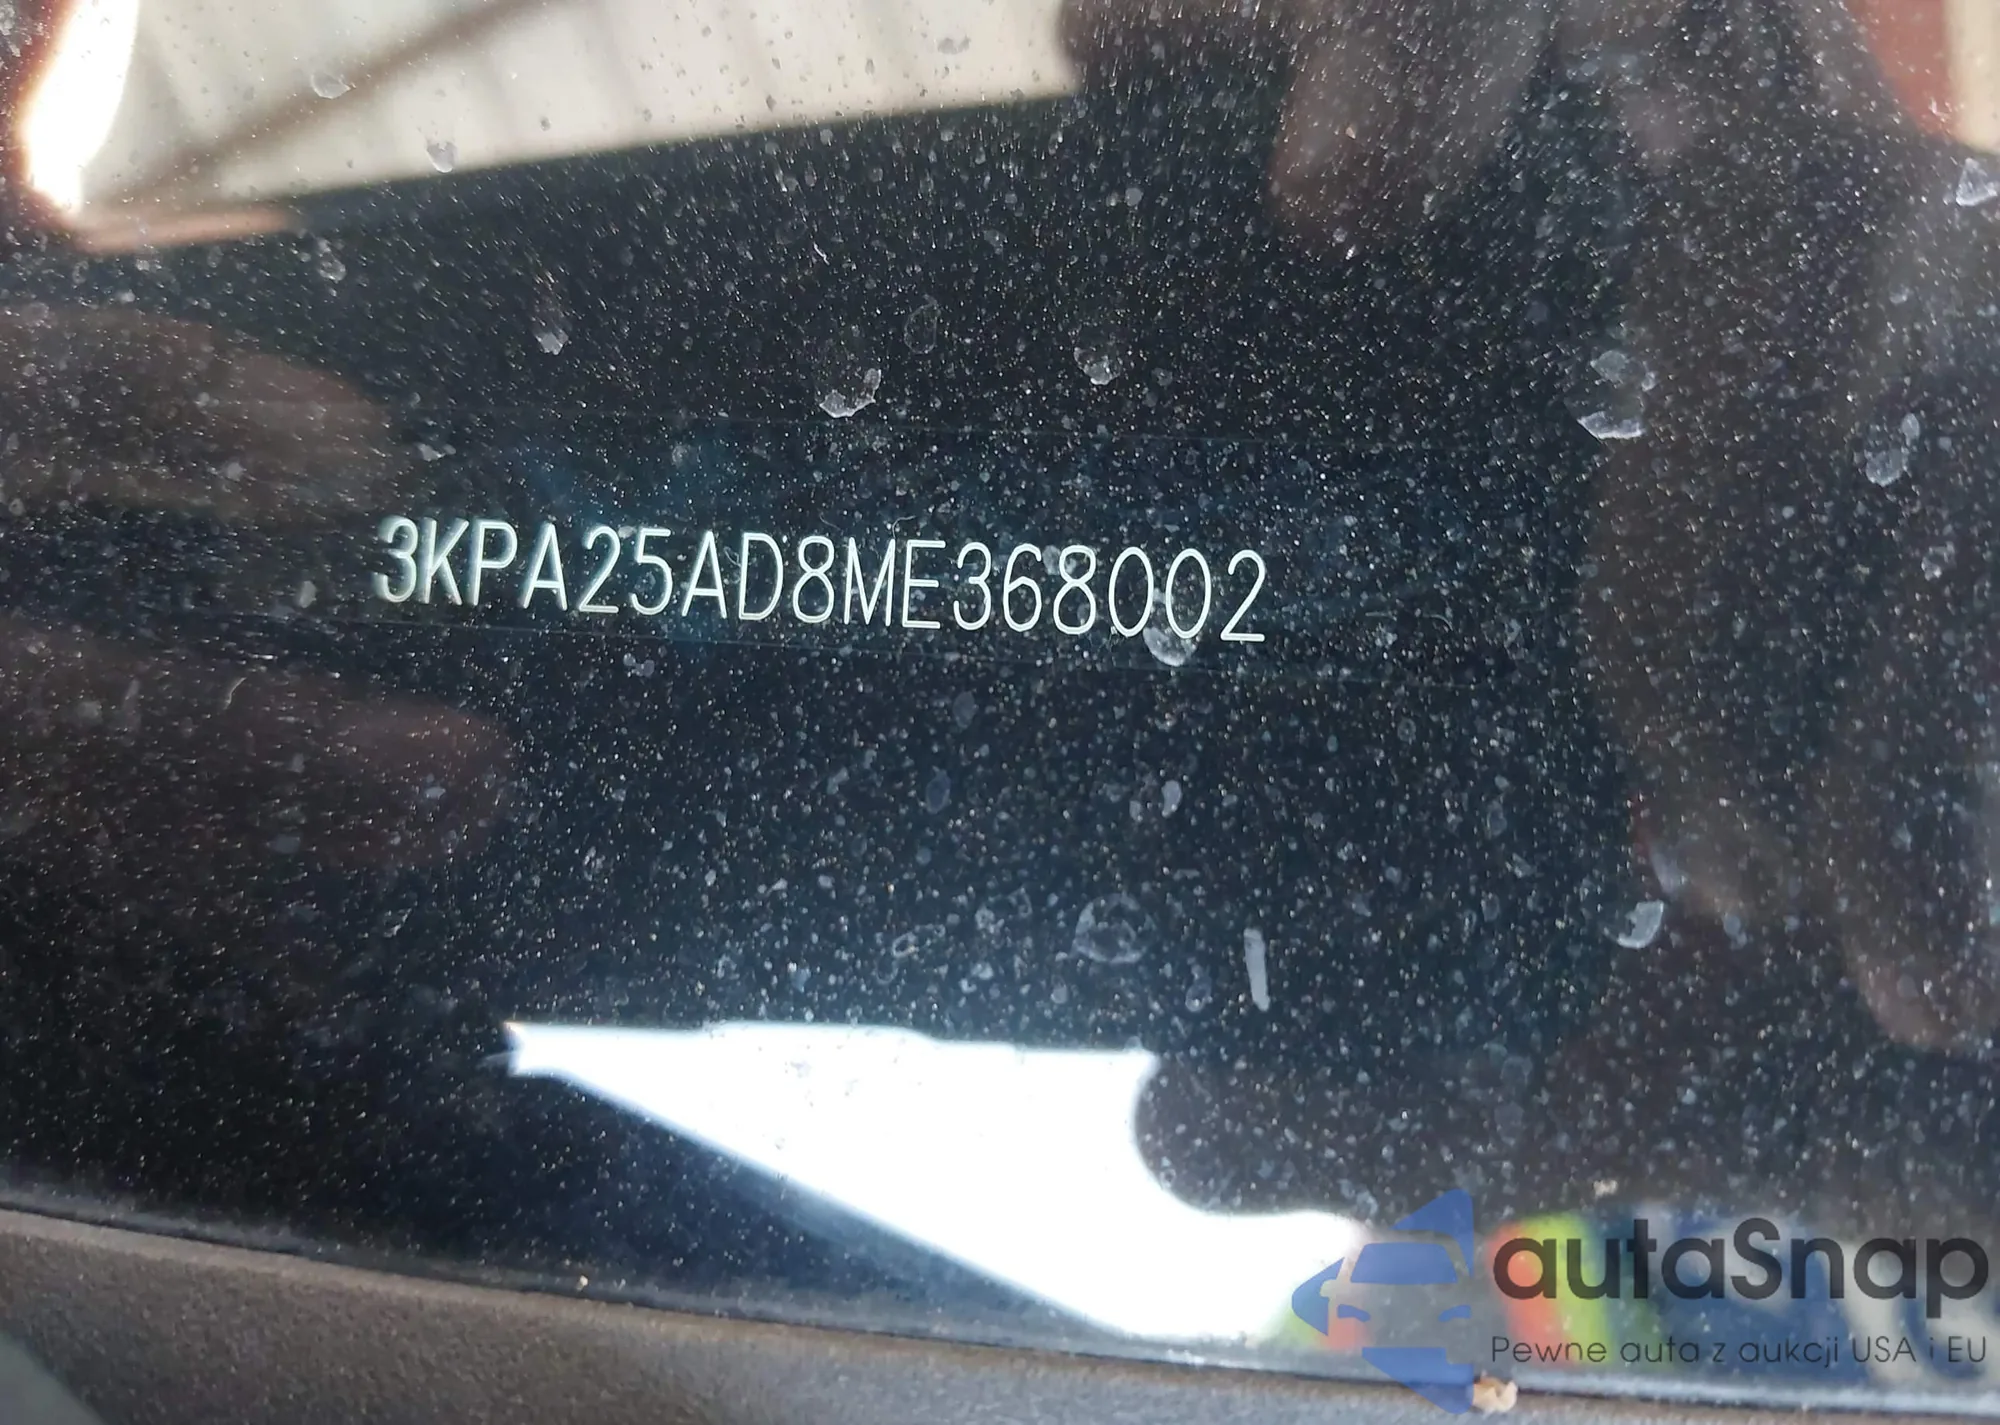 3KPA25AD8ME368002
autaSnap
Pewne auta z aukcji USA i EU